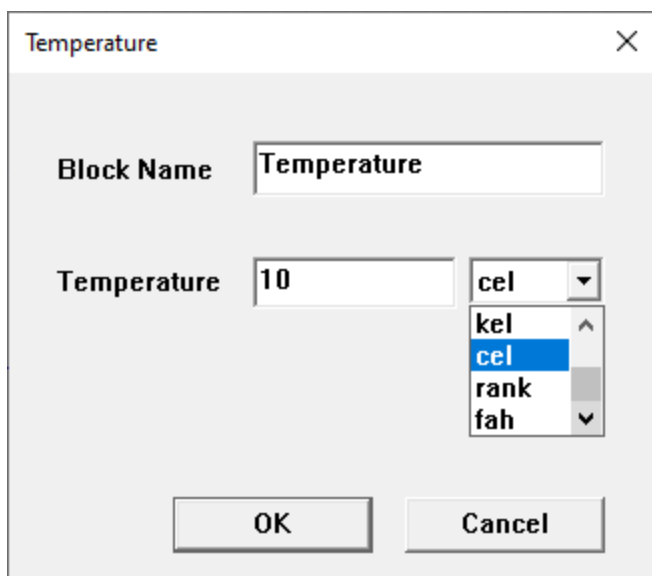 Temperature
Block Name Temperature
Temperature 10 cel
kel
cel
rank
fah
OK Cancel